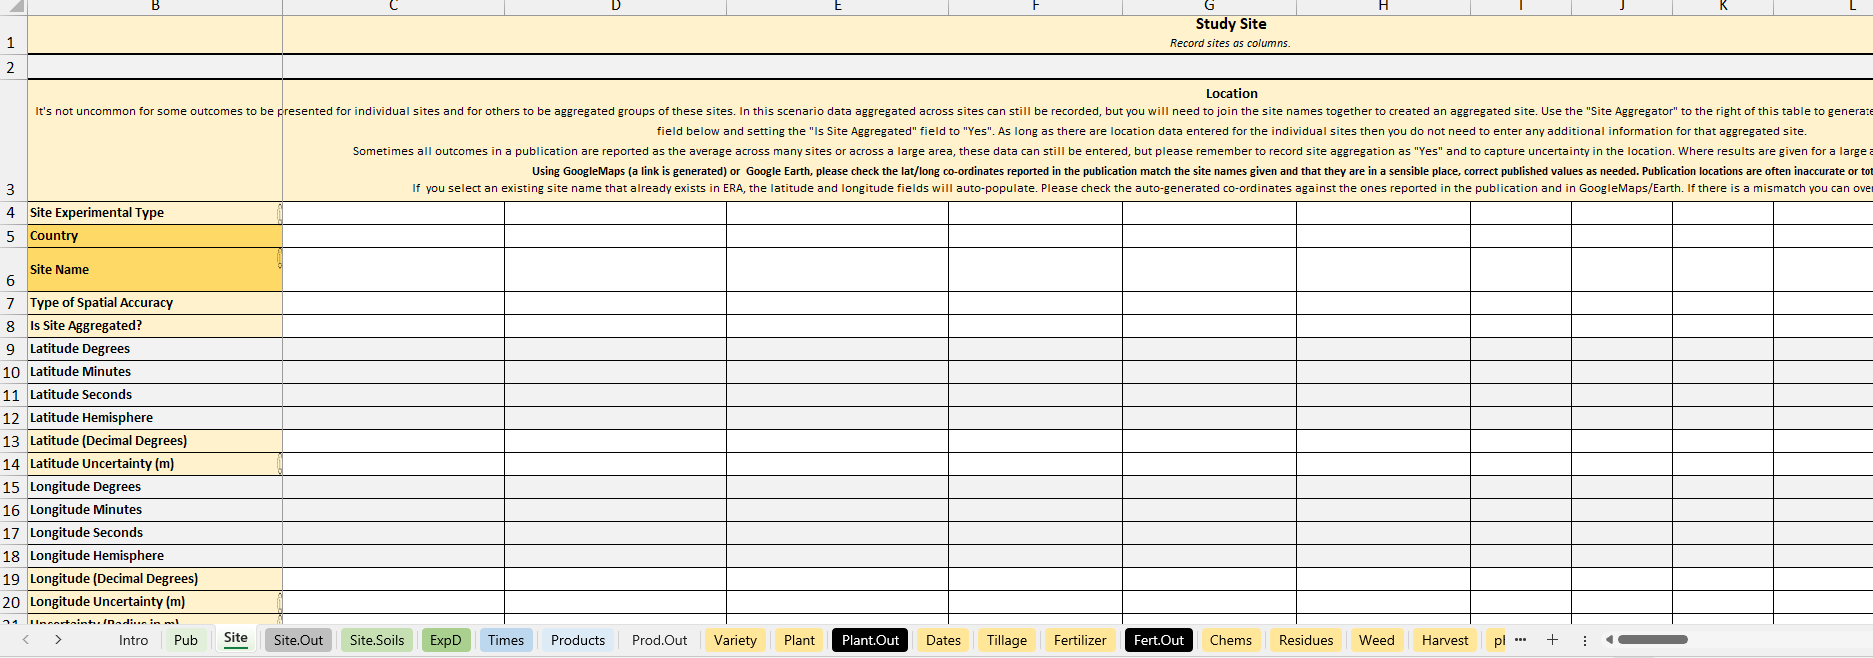 B C D E F G H I J K L
1 Study Site
Record sites as columns.
2
Location
It's not uncommon for some outcomes to be presented for individual sites and for others to be aggregated groups of these sites. In this scenario data aggregated across sites can still be recorded, but you will need to join the site names together to created an aggregated site. Use the "Site Aggregator" to the right of this table to generate
field below and setting the "Is Site Aggregated" field to "Yes". As long as there are location data entered for the individual sites then you do not need to enter any additional information for that aggregated site.
Sometimes all outcomes in a publication are reported as the average across many sites or across a large area, these data can still be entered, but please remember to record site aggregation as "Yes" and to capture uncertainty in the location. Where results are given for a large
Using GoogleMaps (a link is generated) or Google Earth, please check the lat/long co-ordinates reported in the publication match the site names given and that they are in a sensible place, correct published values as needed. Publication locations are often inaccurate or
3 If you select an existing site name that already exists in ERA, the latitude and longitude fields will auto-populate. Please check the auto-generated co-ordinates against the ones reported in the publication and in GoogleMaps/Earth. If there is a mismatch you can
4 Site Experimental Type
5 Country
6 Site Name
7 Type of Spatial Accuracy
8 Is Site Aggregated?
9 Latitude Degrees
10 Latitude Minutes
11 Latitude Seconds
12 Latitude Hemisphere
13 Latitude (Decimal Degrees)
14 Latitude Uncertainty (m)
15 Longitude Degrees
16 Longitude Minutes
17 Longitude Seconds
18 Longitude Hemisphere
19 Longitude (Decimal Degrees)
20 Longitude Uncertainty (m)
Intro Pub Site Site.Out Site.Soils ExpD Times Products Prod.Out Variety Plant Plant.Out Dates Tillage Fertilizer Fert.Out Chems Residues Weed Harvest